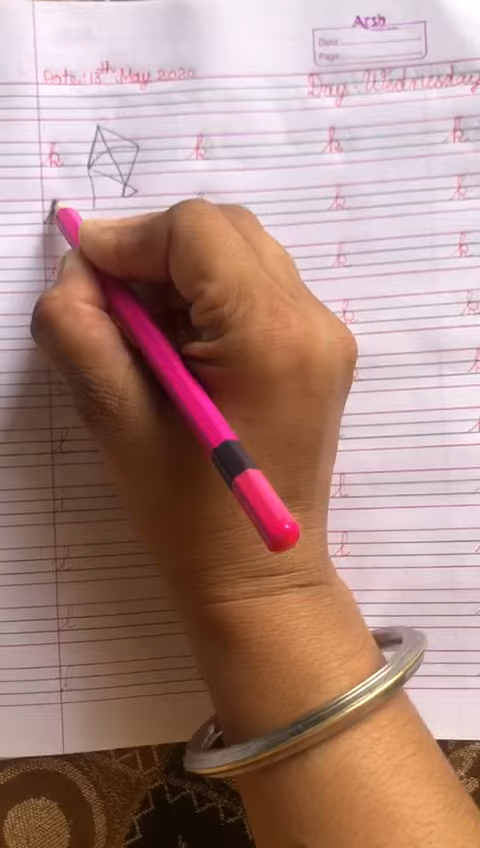 Arsh
Date
Page
Date: 13th May 2020 Day: Wednesday
k k k k
k k
k k
k k
k
l
l l
l l
l